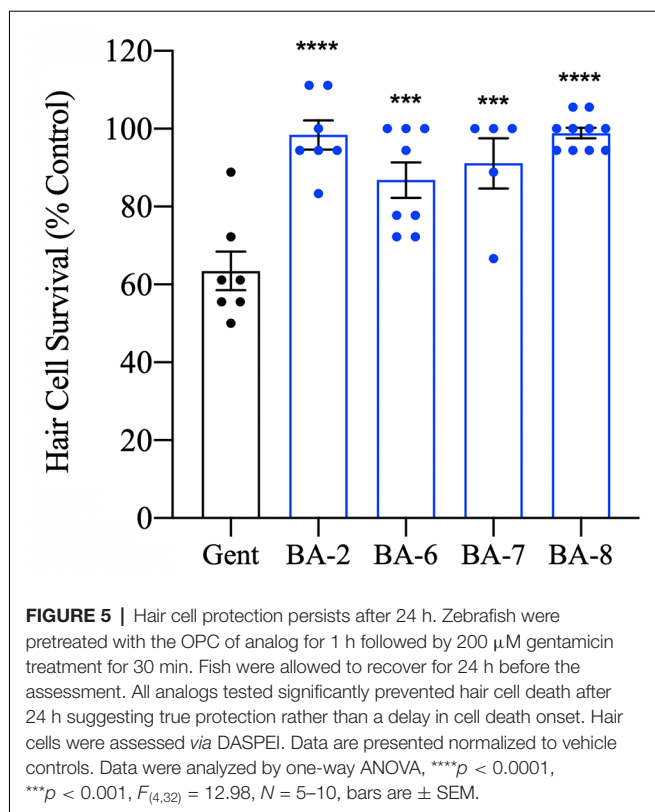 Hair Cell Survival (% Control)
120
100
80
60
40
20
0
****
***
***
****
Gent BA-2 BA-6 BA-7 BA-8
FIGURE 5 | Hair cell protection persists after 24 h. Zebrafish were
pretreated with the OPC of analog for 1 h followed by 200 μM gentamicin
treatment for 30 min. Fish were allowed to recover for 24 h before the
assessment. All analogs tested significantly prevented hair cell death after
24 h suggesting true protection rather than a delay in cell death onset. Hair
cells were assessed via DASPEI. Data are presented normalized to vehicle
controls. Data were analyzed by one-way ANOVA, ****p < 0.0001,
***p < 0.001, F(4,32) = 12.98, N = 5–10, bars are ± SEM.